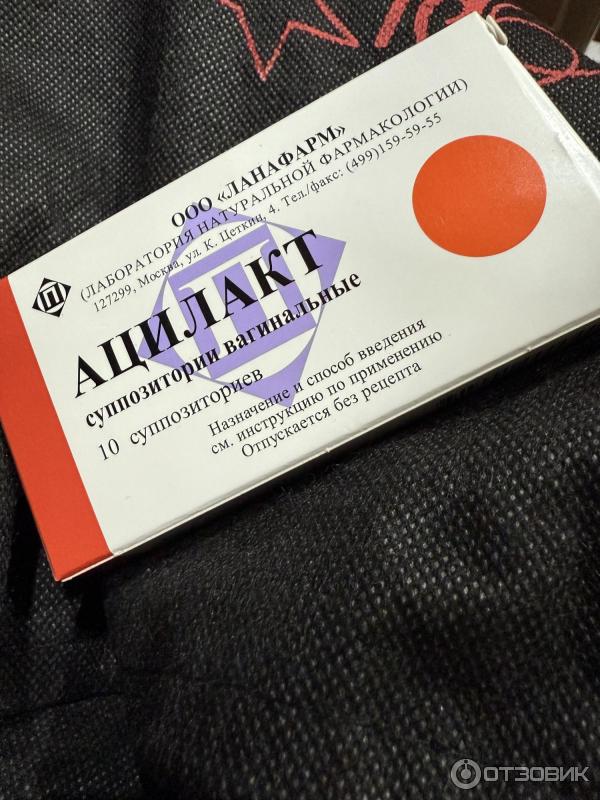 ООО «ЛАНАФАРМ»
(ЛАБОРАТОРИЯ НАТУРАЛЬНОЙ ФАРМАКОЛОГИИ)
127299, Москва, ул. К. Цеткин, 4. Тел./факс: (499)159-59-55
АЦИЛАКТ
суппозитории вагинальные
10 суппозиториев
Назначение и способ введения
см. инструкцию по применению
Отпускается без рецепта
ОТЗОВИК